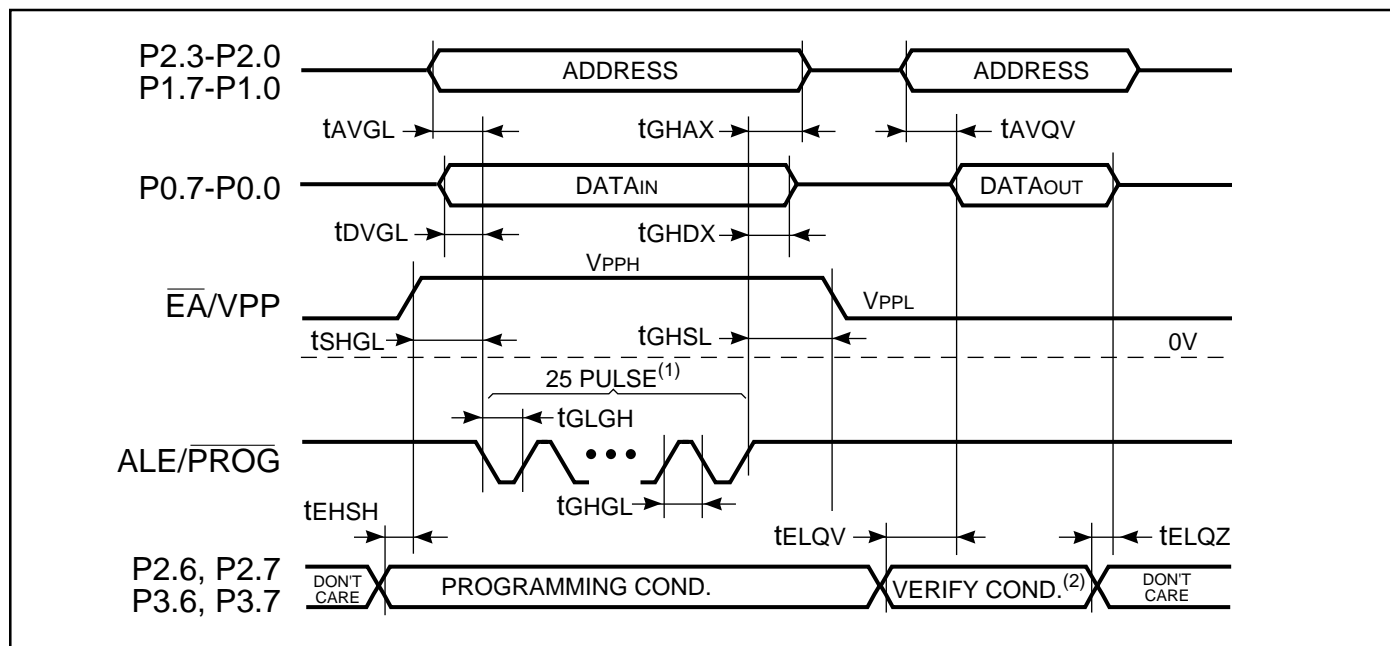 P2.3-P2.0
P1.7-P1.0
ADDRESS
ADDRESS
tAVGL
tGHAX
tAVQV
P0.7-P0.0
DATAIN
DATAOUT
tDVGL
tGHDX
EA/VPP
VPPH
VPPL
tSHGL
tGHSL
0V
25 PULSE(1)
tGLGH
ALE/PROG
tGHGL
tEHSH
tELQV
tELQZ
P2.6, P2.7
P3.6, P3.7
DON'T
CARE
PROGRAMMING COND.
VERIFY COND.(2)
DON'T
CARE